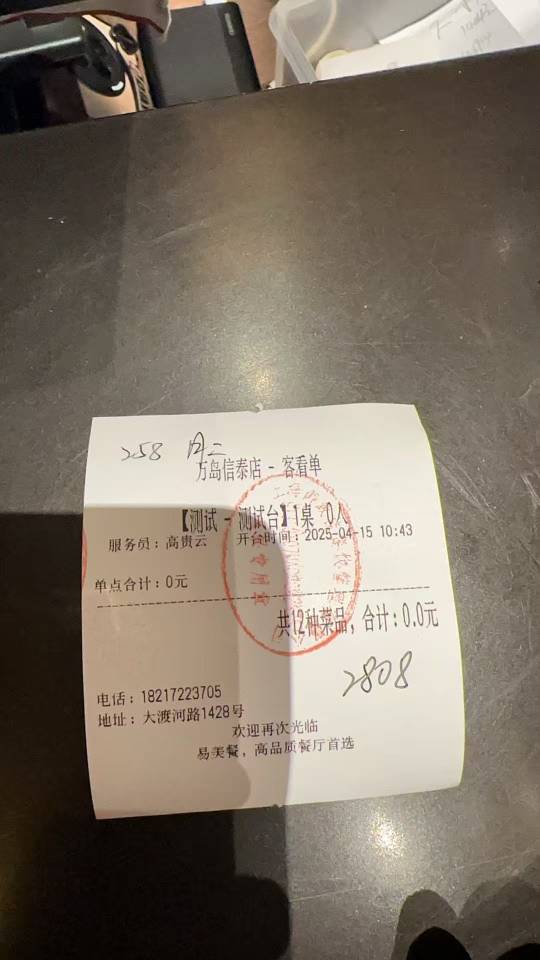 258
万岛信泰店 - 客看单
【测试 - 测试台】1桌 0人
服务员：高贵云 开台时间：2025-04-15 10:43
单点合计：0元
共12种菜品，合计：0.0元
2808
电话：18217223705
地址：大渡河路1428号
欢迎再次光临
易美餐，高品质餐厅首选